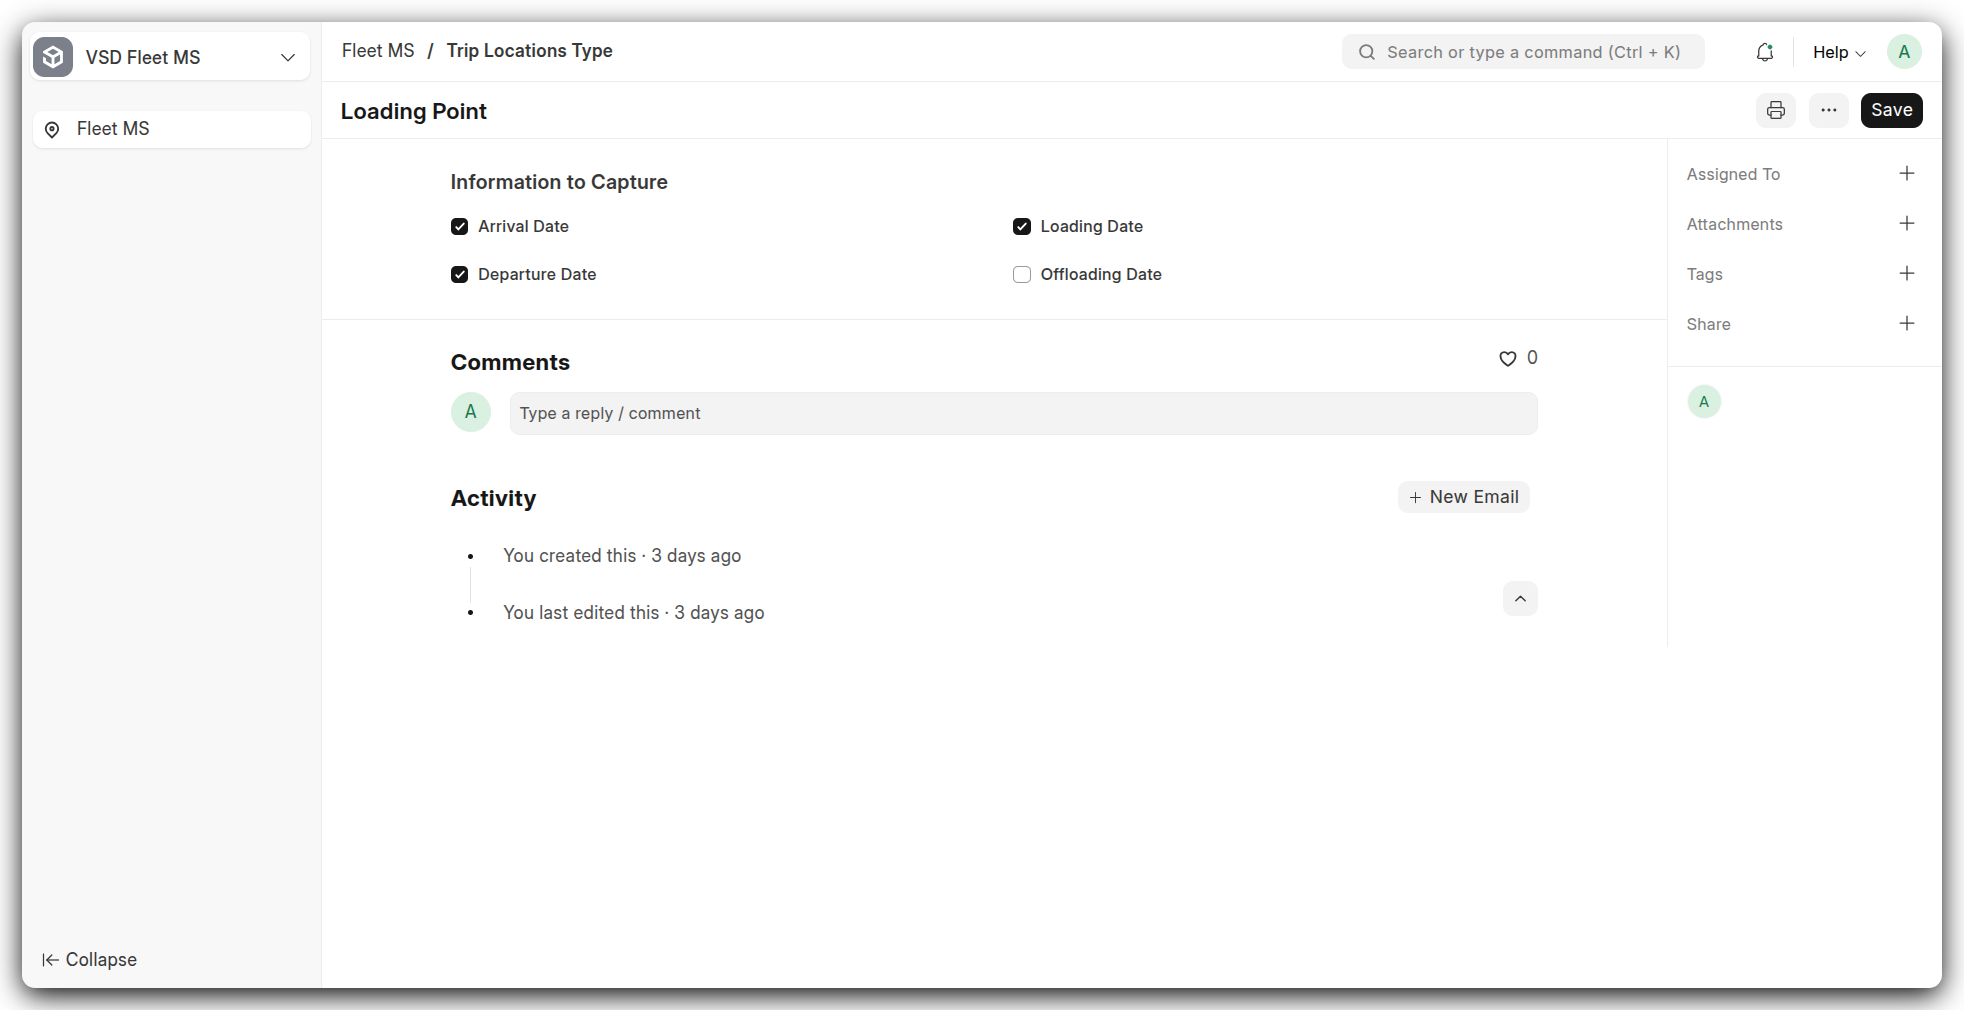 VSD Fleet MS
Fleet MS
Collapse
Fleet MS / Trip Locations Type
Search or type a command (Ctrl + K)
Help
A
Loading Point
Save
Information to Capture
Arrival Date
Departure Date
Loading Date
Offloading Date
Comments
0
A
Type a reply / comment
Activity
New Email
You created this · 3 days ago
You last edited this · 3 days ago
Assigned To
Attachments
Tags
Share
A